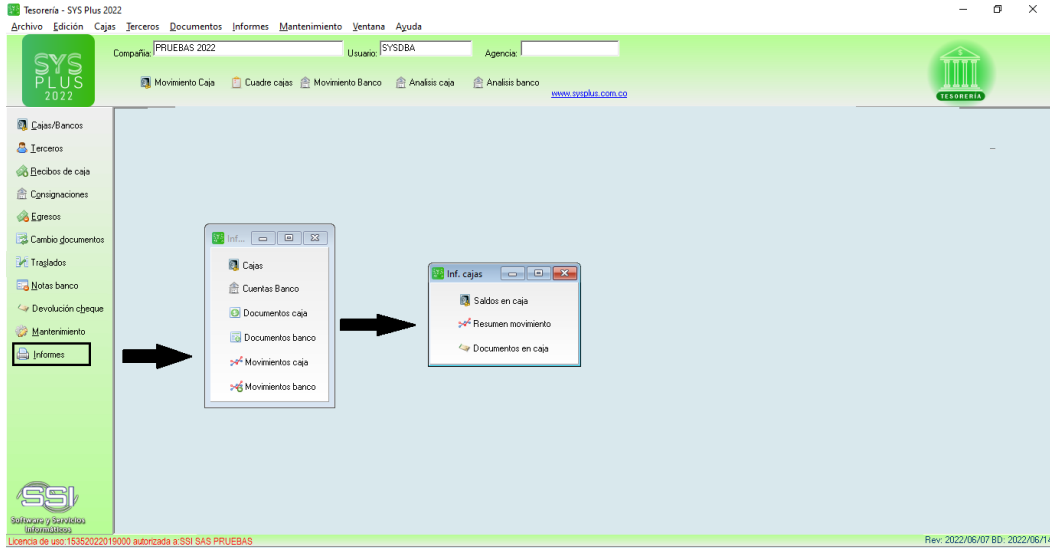 Tesorería - SYS Plus 2022
Archivo Edición Cajas Terceros Documentos Informes Mantenimiento Ventana Ayuda
SYS
PLUS
2022
Compañia: PRUEBAS 2022 Usuario: SYSDBA Agencia:
Movimiento Caja Cuadre cajas Movimiento Banco Analisis caja Analisis banco
www.sysplus.com.co
TESORERÍA
Cajas/Bancos
Terceros
Recibos de caja
Consignaciones
Egresos
Cambio documentos
Traslados
Notas banco
Devolución cheque
Mantenimiento
Informes
Inf...
Cajas
Cuentas Banco
Documentos caja
Documentos banco
Movimientos caja
Movimientos banco
Inf. cajas
Saldos en caja
Resumen movimiento
Documentos en caja
SSI
Software y Servicios
Informáticos
Licencia de uso:15352022019000 autorizada a:SSI SAS PRUEBAS
Rev: 2022/06/07 BD: 2022/06/14